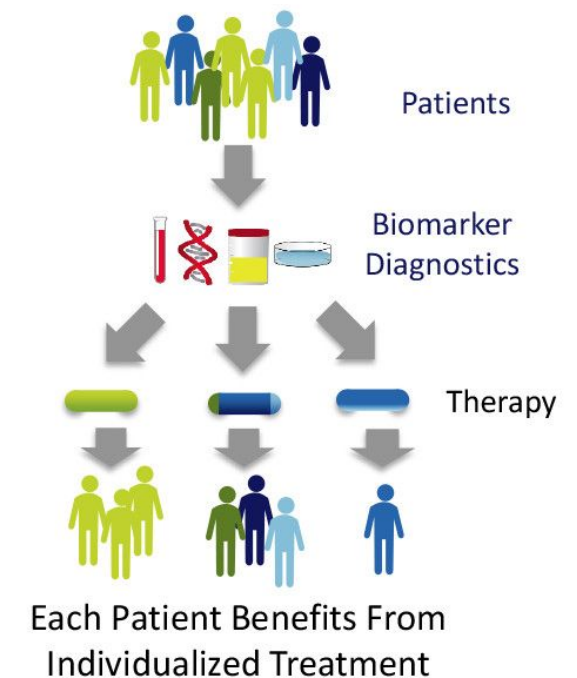 Patients
Biomarker
Diagnostics
Therapy
Each Patient Benefits From
Individualized Treatment